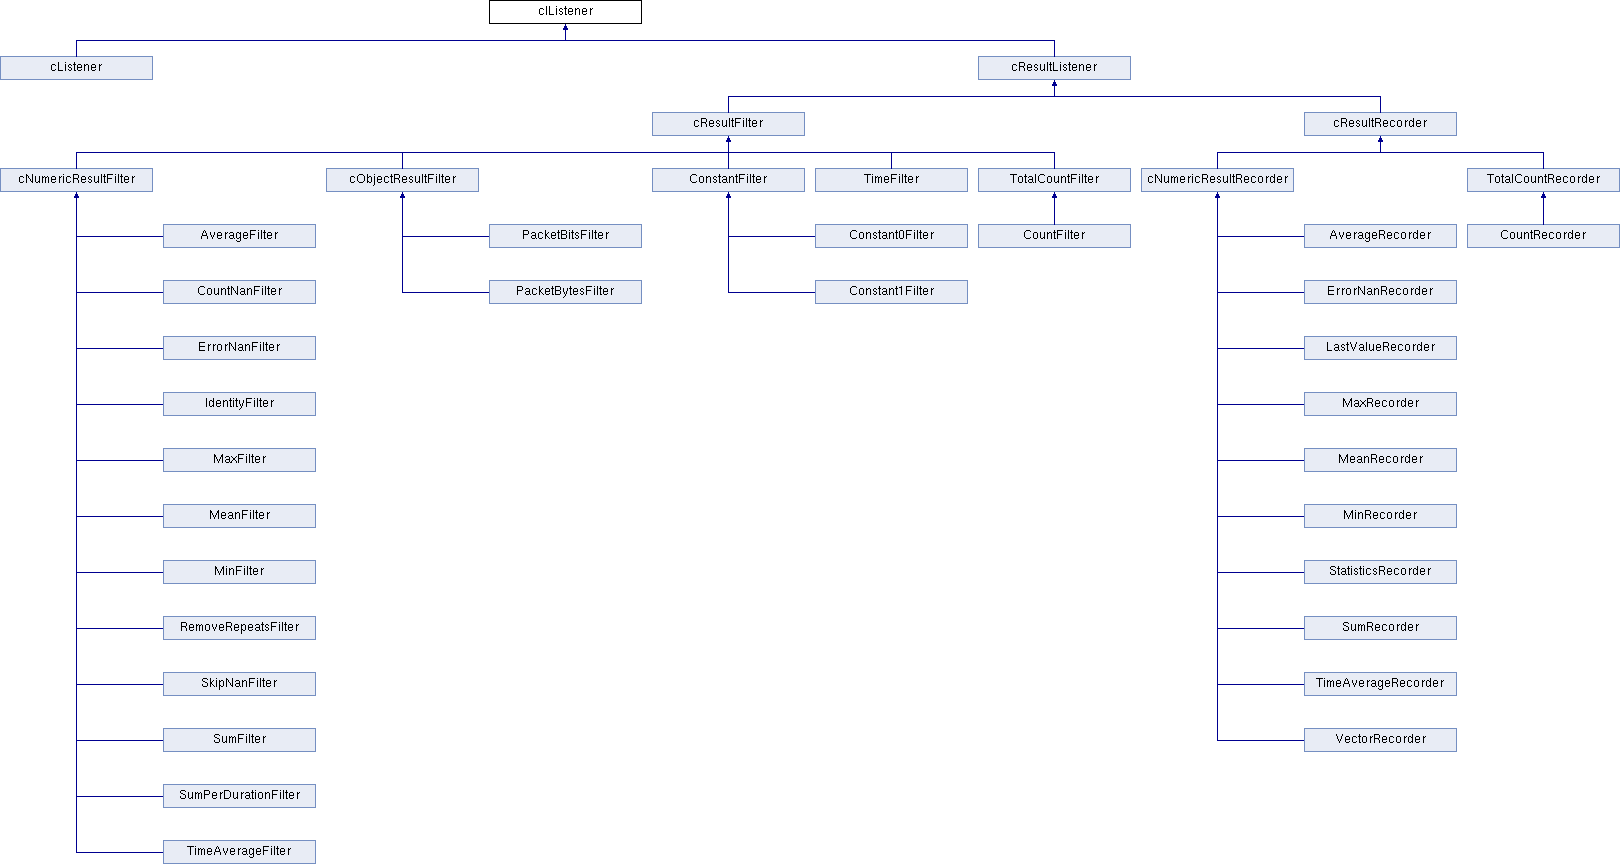 cIListener
cListener
cResultListener
cResultFilter
cResultRecorder
cNumericResultFilter
cObjectResultFilter
ConstantFilter
TimeFilter
TotalCountFilter
cNumericResultRecorder
TotalCountRecorder
AverageFilter
PacketBitsFilter
Constant0Filter
CountFilter
AverageRecorder
CountRecorder
CountNanFilter
PacketBytesFilter
Constant1Filter
ErrorNanRecorder
ErrorNanFilter
LastValueRecorder
IdentityFilter
MaxRecorder
MaxFilter
MeanRecorder
MeanFilter
MinRecorder
MinFilter
StatisticsRecorder
RemoveRepeatsFilter
SumRecorder
SkipNanFilter
TimeAverageRecorder
SumFilter
VectorRecorder
SumPerDurationFilter
TimeAverageFilter